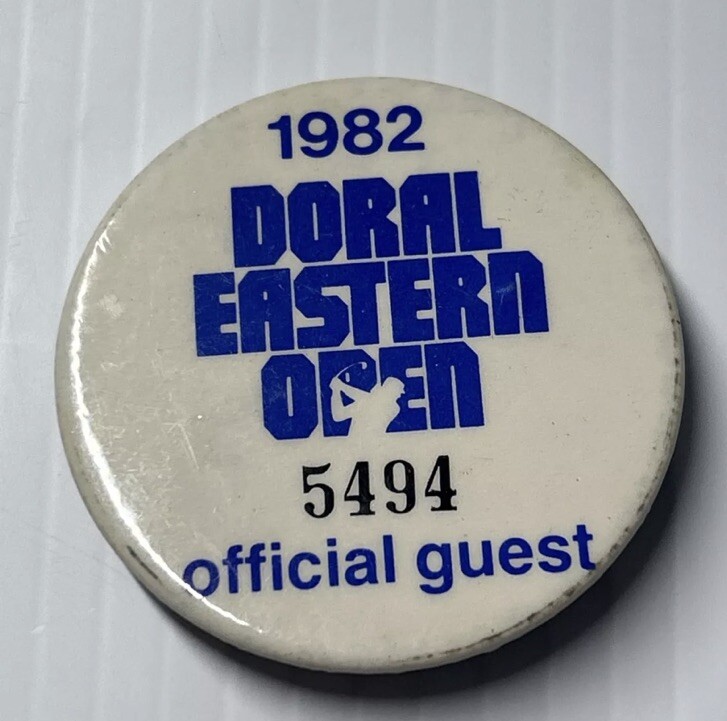 1982
DORAL
EASTERN
OPEN
5494
official guest